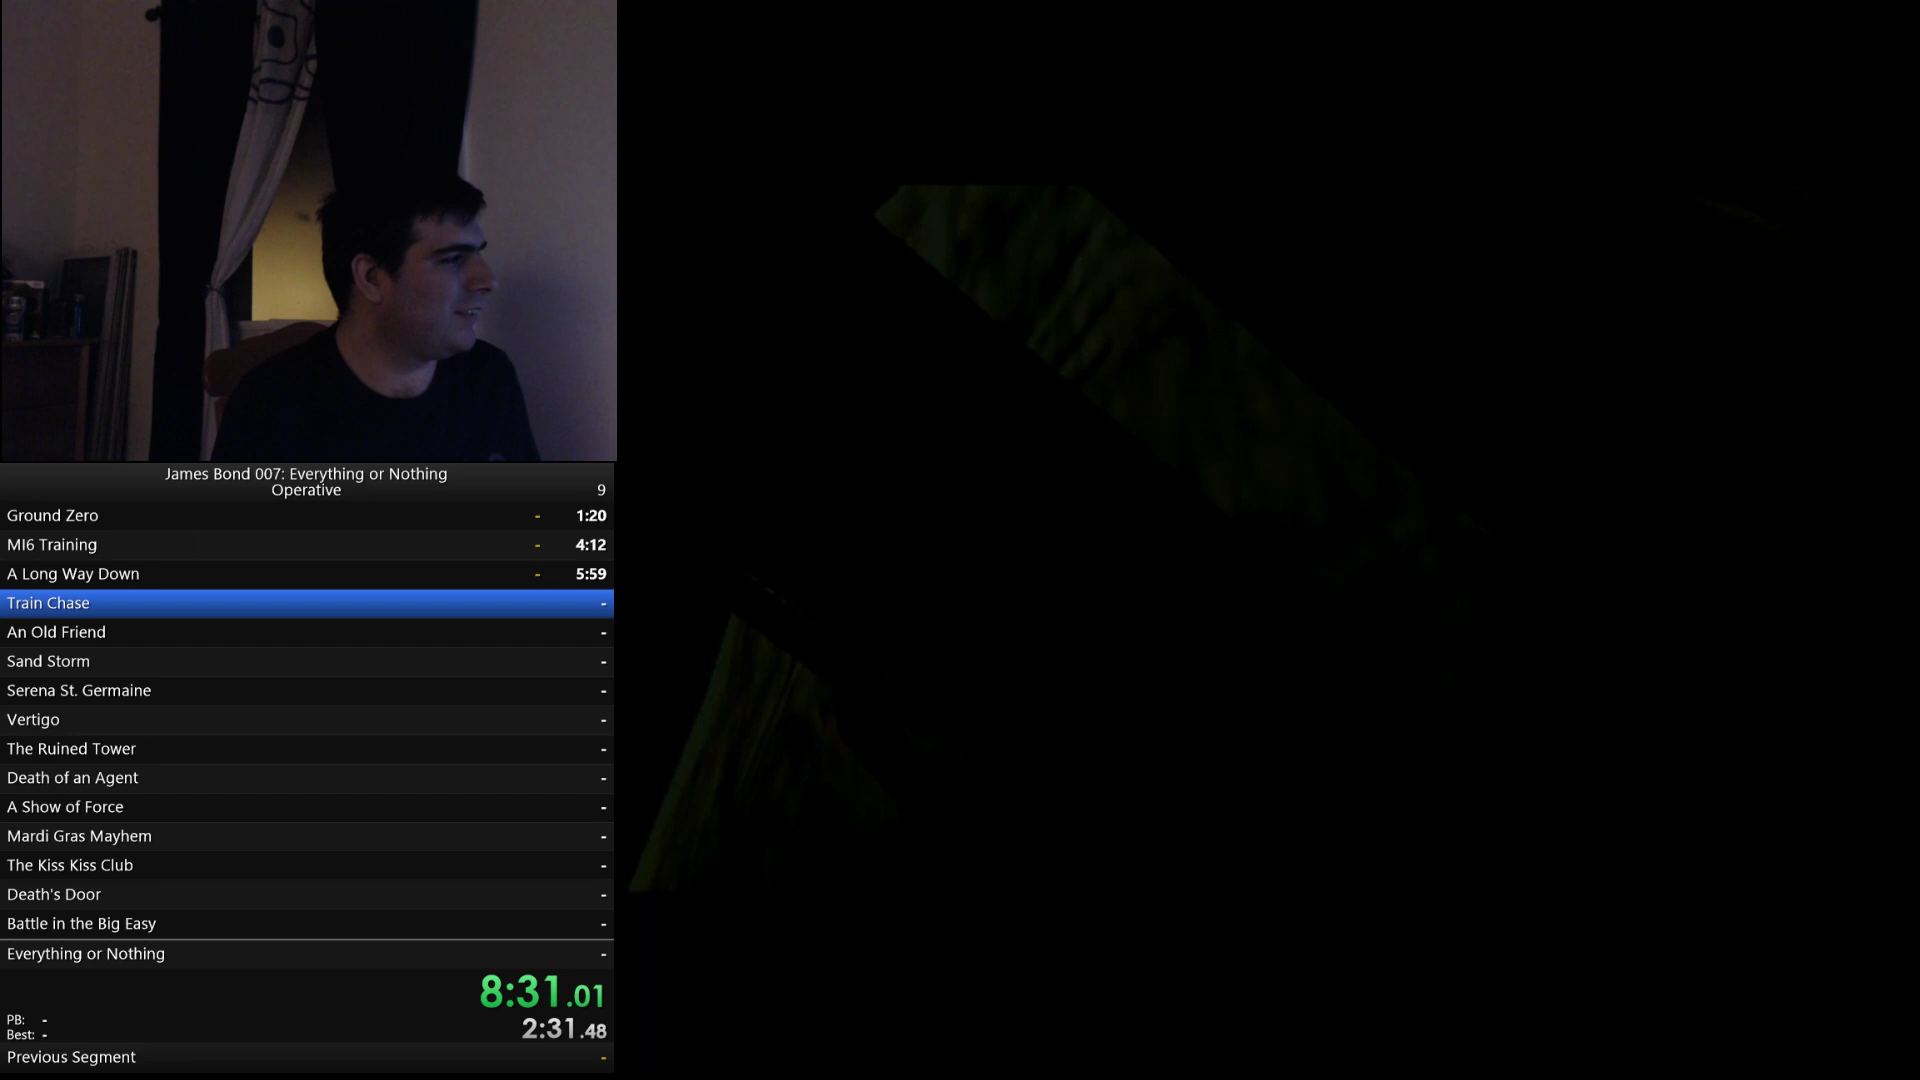 James Bond 007: Everything or Nothing
Operative 9
Ground Zero - 1:20
MI6 Training - 4:12
A Long Way Down - 5:59
Train Chase -
An Old Friend -
Sand Storm -
Serena St. Germaine -
Vertigo -
The Ruined Tower -
Death of an Agent -
A Show of Force -
Mardi Gras Mayhem -
The Kiss Kiss Club -
Death's Door -
Battle in the Big Easy -
Everything or Nothing -
8:31.01
PB: -
Best: -
2:31.48
Previous Segment -